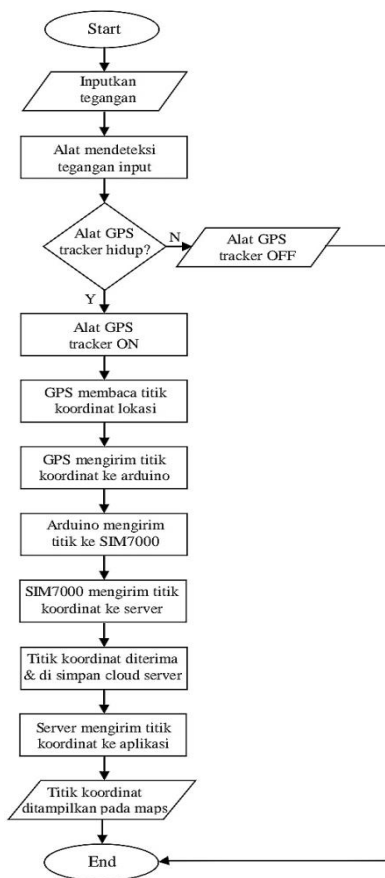 Start
Inputkan
tegangan
Alat mendeteksi
tegangan input
Alat GPS
tracker hidup?
N
Alat GPS
tracker OFF
Y
Alat GPS
tracker ON
GPS membaca titik
koordinat lokasi
GPS mengirim titik
koordinat ke arduino
Arduino mengirim
titik ke SIM7000
SIM7000 mengirim titik
koordinat ke server
Titik koordinat diterima
& di simpan cloud server
Server mengirim titik
koordinat ke aplikasi
Titik koordinat
ditampilkan pada maps
End